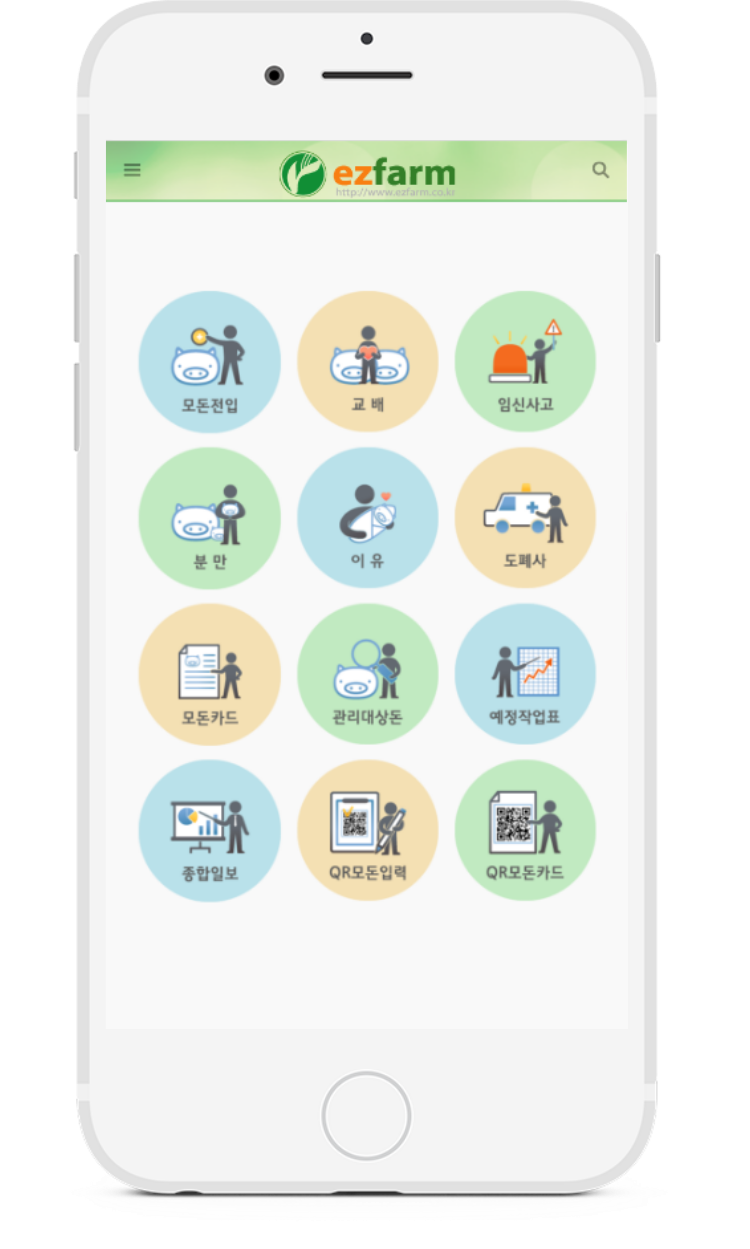 ezfarm
http://www.ezfarm.co.kr
모돈전입
교 배
임신사고
분 만
이 유
도폐사
모돈카드
관리대상돈
예정작업표
종합일보
QR모돈입력
QR모돈카드